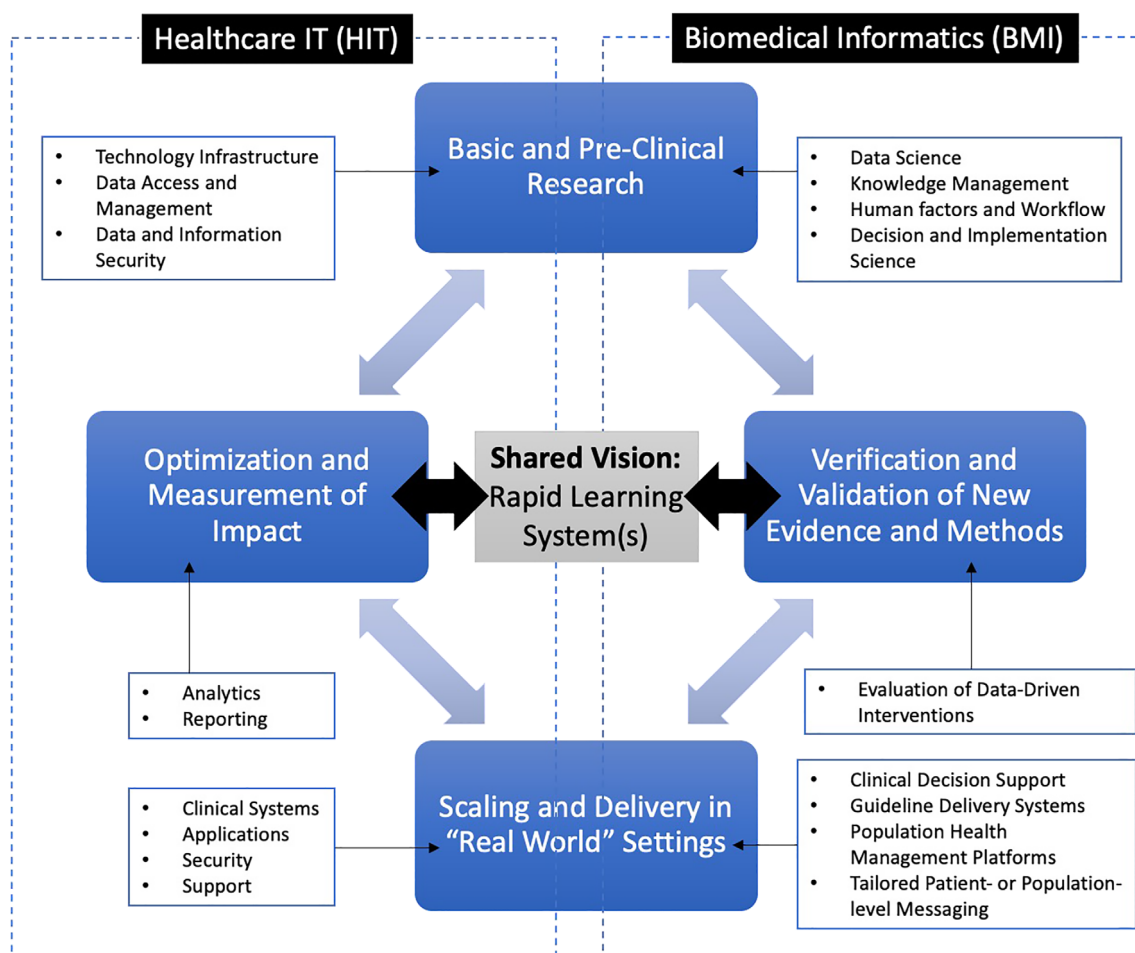 Healthcare IT (HIT)
Biomedical Informatics (BMI)
Basic and Pre-Clinical
Research
• Technology Infrastructure
• Data Access and
Management
• Data and Information
Security
• Data Science
• Knowledge Management
• Human factors and Workflow
• Decision and Implementation
Science
Optimization and
Measurement of
Impact
Shared Vision:
Rapid Learning
System(s)
Verification and
Validation of New
Evidence and Methods
• Analytics
• Reporting
• Evaluation of Data-Driven
Interventions
• Clinical Systems
• Applications
• Security
• Support
Scaling and Delivery in
“Real World” Settings
• Clinical Decision Support
• Guideline Delivery Systems
• Population Health
Management Platforms
• Tailored Patient- or Population-
level Messaging